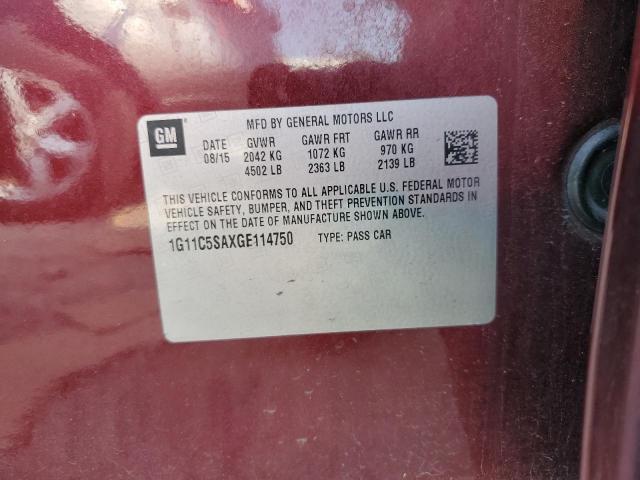 GM
MFD BY GENERAL MOTORS LLC
DATE GVWR GAWR FRT GAWR RR
08/15 2042 KG 1072 KG 970 KG
4502 LB 2363 LB 2139 LB
THIS VEHICLE CONFORMS TO ALL APPLICABLE U.S. FEDERAL MOTOR
VEHICLE SAFETY, BUMPER, AND THEFT PREVENTION STANDARDS IN
EFFECT ON THE DATE OF MANUFACTURE SHOWN ABOVE.
1G11C5SAXGE114750 TYPE: PASS CAR